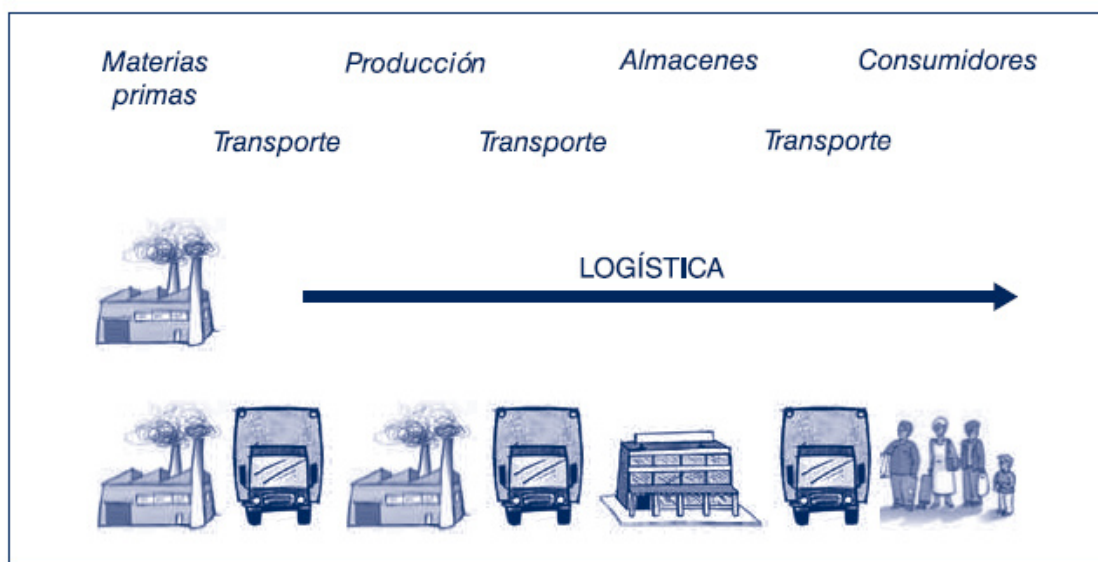 Materias
primas
Producción
Almacenes
Consumidores
Transporte
Transporte
Transporte
LOGÍSTICA